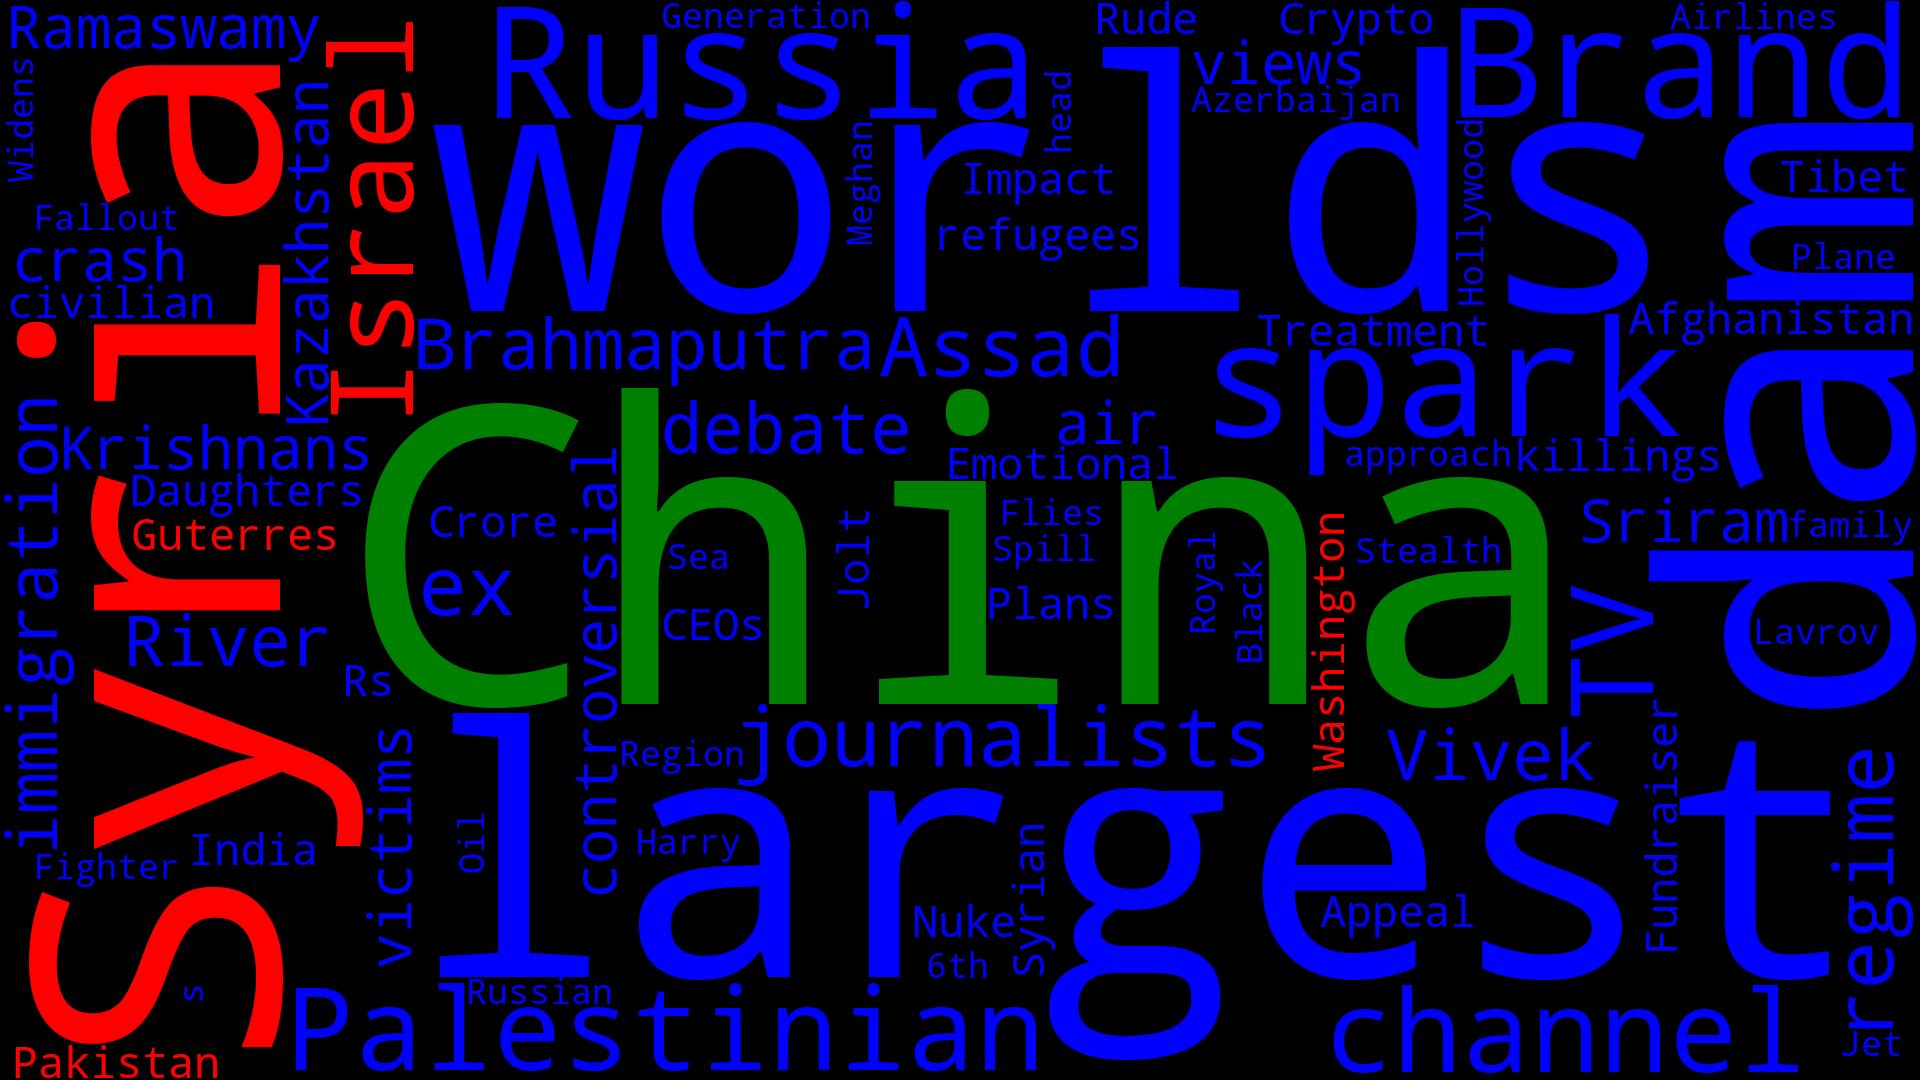 Ramaswamy
Generation
Rude
Crypto
Airlines
Russia
Brand
views
Azerbaijan
head
Widens
Syria
Kazakhstan
Israel
worlds
Meghan
Impact
refugees
Hollywood
dam
Tibet
Plane
Fallout
crash
civilian
Brahmaputra
Assad
Treatment
spark
Afghanistan
immigration
Krishnans
Daughters
Guterres
China
debate
air
Emotional
approach
killings
Crore
ex
controversial
Sea
CEOs
Jolt
Flies
Spill
Plans
Royal
Black
Washington
Stealth
Sriram
family
TV
Lavrov
River
Rs
victims
Region
journalists
Vivek
Fundraiser
regime
India
Fighter
Oil
largest
Harry
Nuke
6th
Syrian
Appeal
s
Russian
Palestinian
channel
Jet
Pakistan